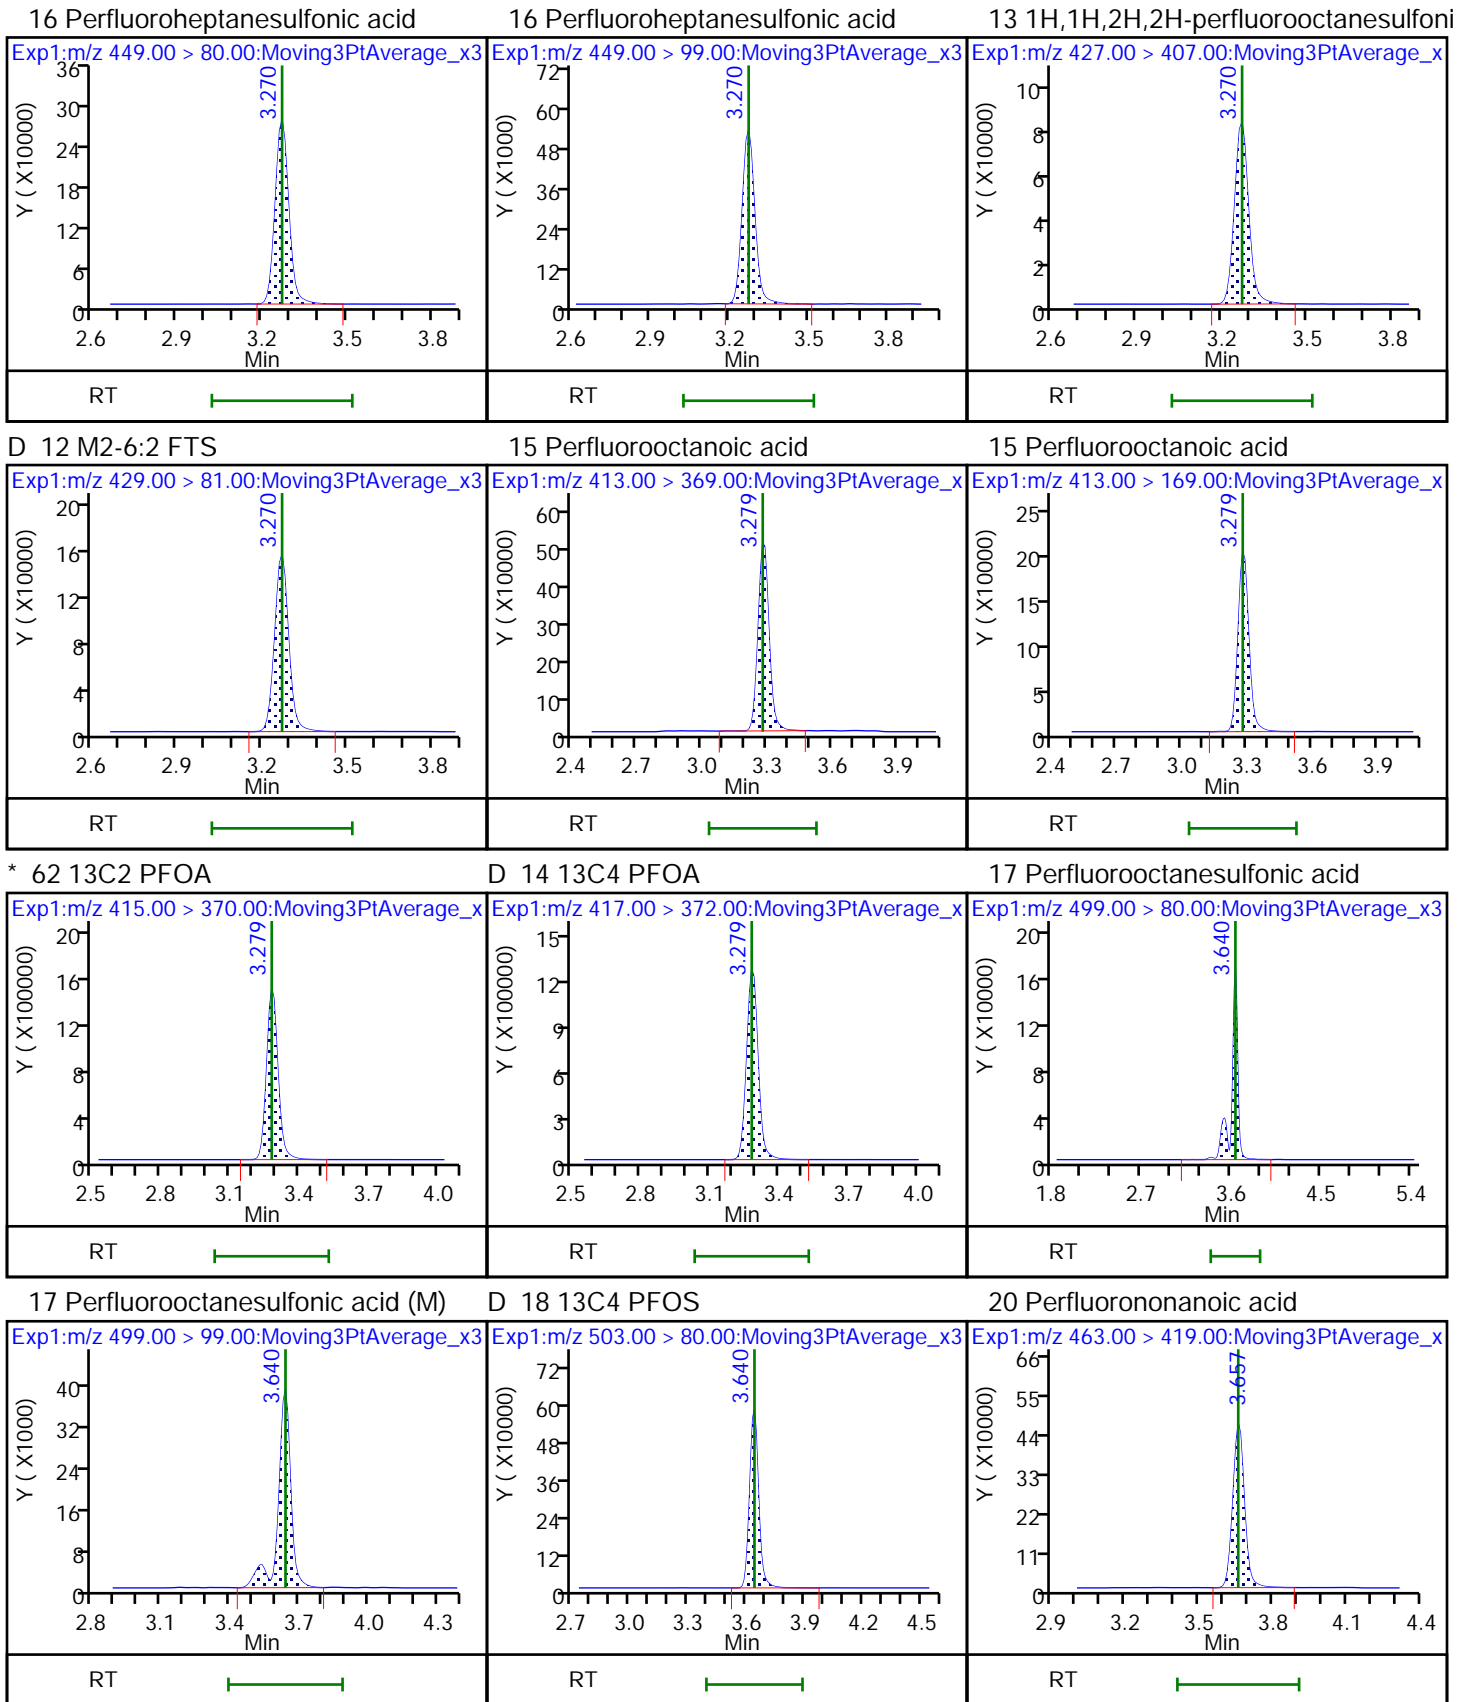 16 Perfluoroheptanesulfonic acid
Exp1:m/z 449.00 > 80.00:Moving3PtAverage_x3
Y ( X10000)
36
30
24
18
12
6
0
3.270
2.6 2.9 3.2 3.5 3.8
Min
RT
16 Perfluoroheptanesulfonic acid
Exp1:m/z 449.00 > 99.00:Moving3PtAverage_x3
Y ( X1000)
72
60
48
36
24
12
0
3.270
2.6 2.9 3.2 3.5 3.8
Min
RT
13 1H,1H,2H,2H-perfluorooctanesulfoni
Exp1:m/z 427.00 > 407.00:Moving3PtAverage_x
Y ( X10000)
10
8
6
4
2
0
3.270
2.6 2.9 3.2 3.5 3.8
Min
RT
D 12 M2-6:2 FTS
Exp1:m/z 429.00 > 81.00:Moving3PtAverage_x3
Y ( X10000)
20
16
12
8
4
0
3.270
2.6 2.9 3.2 3.5 3.8
Min
RT
15 Perfluorooctanoic acid
Exp1:m/z 413.00 > 369.00:Moving3PtAverage_x
Y ( X10000)
60
50
40
30
20
10
0
3.279
2.4 2.7 3.0 3.3 3.6 3.9
Min
RT
15 Perfluorooctanoic acid
Exp1:m/z 413.00 > 169.00:Moving3PtAverage_x
Y ( X10000)
25
20
15
10
5
0
3.279
2.4 2.7 3.0 3.3 3.6 3.9
Min
RT
* 62 13C2 PFOA
Exp1:m/z 415.00 > 370.00:Moving3PtAverage_x
Y ( X100000)
20
16
12
8
4
0
3.279
2.5 2.8 3.1 3.4 3.7 4.0
Min
RT
D 14 13C4 PFOA
Exp1:m/z 417.00 > 372.00:Moving3PtAverage_x
Y ( X100000)
15
12
9
6
3
0
3.279
2.5 2.8 3.1 3.4 3.7 4.0
Min
RT
17 Perfluorooctanesulfonic acid
Exp1:m/z 499.00 > 80.00:Moving3PtAverage_x3
Y ( X10000)
20
16
12
8
4
0
3.640
1.8 2.7 3.6 4.5 5.4
Min
RT
17 Perfluorooctanesulfonic acid (M)
Exp1:m/z 499.00 > 99.00:Moving3PtAverage_x3
Y ( X1000)
40
32
24
16
8
0
3.640
2.8 3.1 3.4 3.7 4.0 4.3
Min
RT
D 18 13C4 PFOS
Exp1:m/z 503.00 > 80.00:Moving3PtAverage_x3
Y ( X10000)
72
60
48
36
24
12
0
3.640
2.7 3.0 3.3 3.6 3.9 4.2 4.5
Min
RT
20 Perfluorononanoic acid
Exp1:m/z 463.00 > 419.00:Moving3PtAverage_x
Y ( X10000)
66
55
44
33
22
11
0
3.657
2.9 3.2 3.5 3.8 4.1 4.4
Min
RT